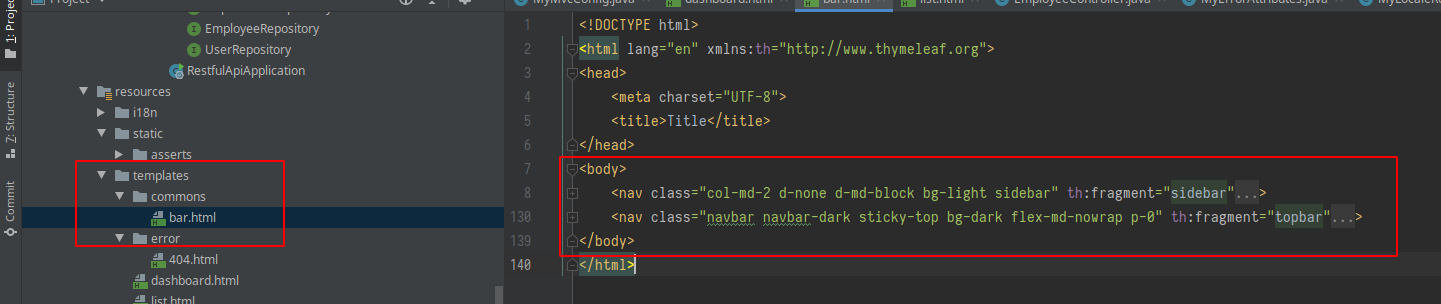 Project
MyMvcConfig.java dashboard.html bar.html list.html EmployeeController.java MyErrorAttributes.java
1: Project
Z: Structure
Commit
EmployeeRepository
UserRepository
RestfulApiApplication
resources
i18n
static
asserts
templates
commons
bar.html
error
404.html
dashboard.html
list.html
1 <!DOCTYPE html>
2 <html lang="en" xmlns:th="http://www.thymeleaf.org">
3 <head>
4 <meta charset="UTF-8">
5 <title>Title</title>
6 </head>
7 <body>
8 <nav class="col-md-2 d-none d-md-block bg-light sidebar" th:fragment="sidebar"...>
130 <nav class="navbar navbar-dark sticky-top bg-dark flex-md-nowrap p-0" th:fragment="topbar"...>
139 </body>
140 </html>